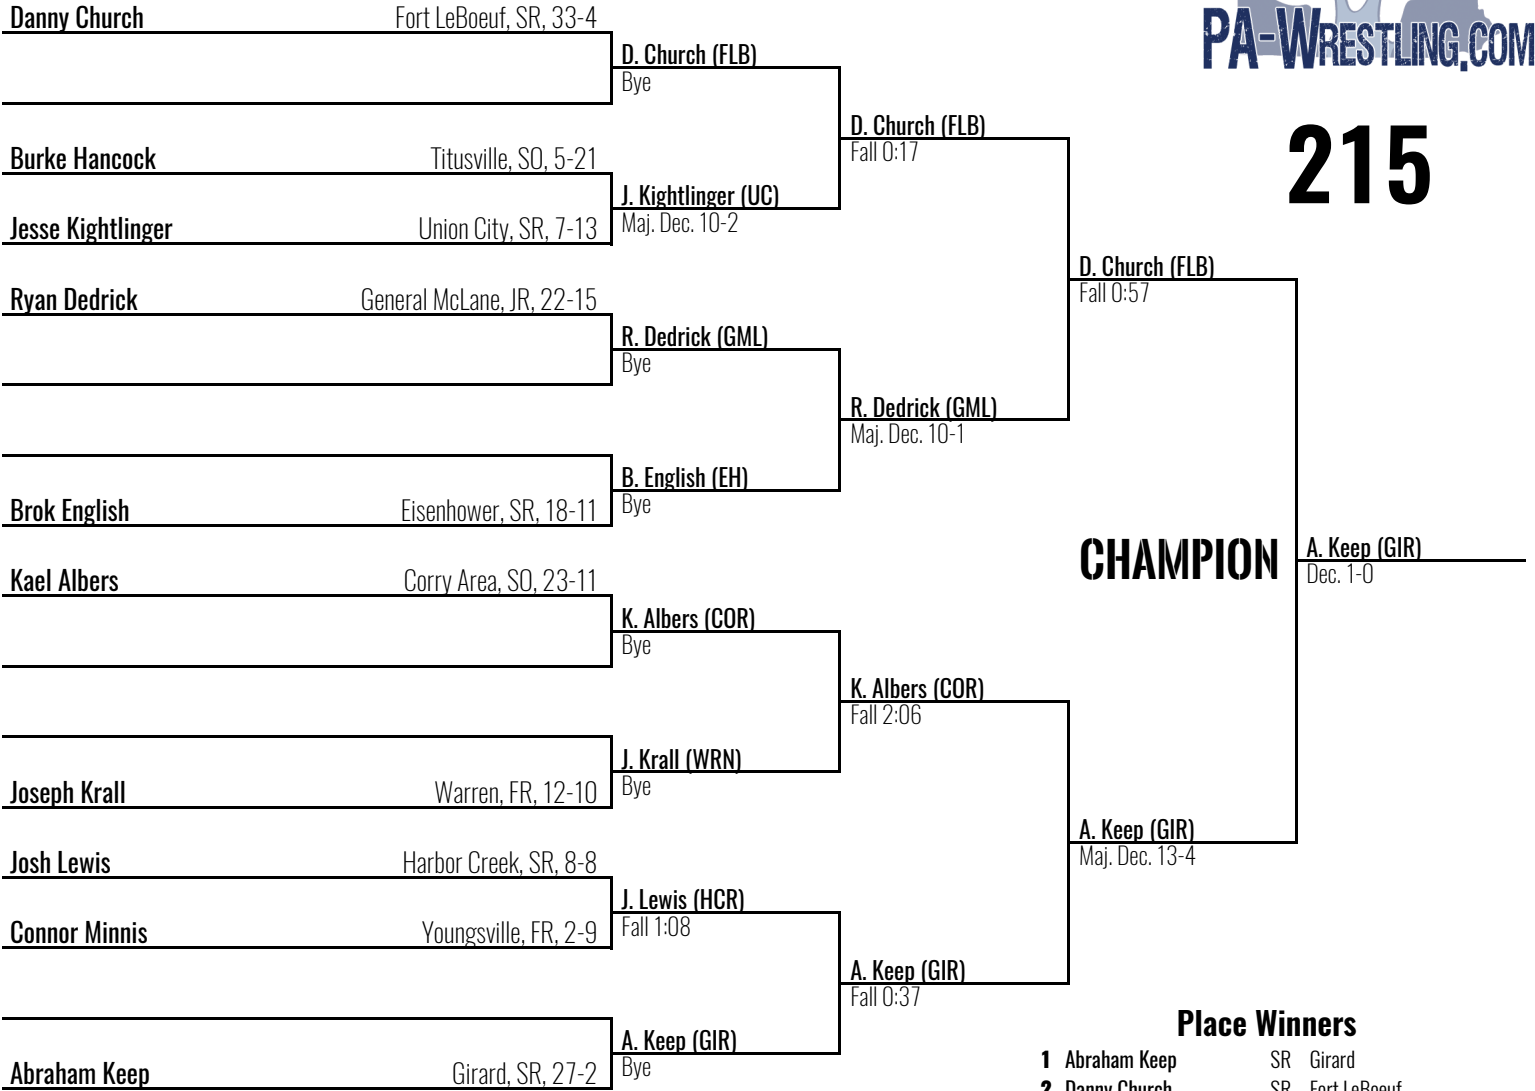 Danny Church Fort LeBoeuf, SR, 33-4
D. Church (FLB)
Bye
Burke Hancock Titusville, SO, 5-21
Jesse Kightlinger Union City, SR, 7-13
J. Kightlinger (UC)
Maj. Dec. 10-2
D. Church (FLB)
Fall 0:17
Ryan Dedrick General McLane, JR, 22-15
R. Dedrick (GML)
Bye
Brok English Eisenhower, SR, 18-11
B. English (EH)
Bye
R. Dedrick (GML)
Maj. Dec. 10-1
D. Church (FLB)
Fall 0:57
Kael Albers Corry Area, SO, 23-11
K. Albers (COR)
Bye
Joseph Krall Warren, FR, 12-10
J. Krall (WRN)
Bye
K. Albers (COR)
Fall 2:06
Josh Lewis Harbor Creek, SR, 8-8
Connor Minnis Youngsville, FR, 2-9
J. Lewis (HCR)
Fall 1:08
Abraham Keep Girard, SR, 27-2
A. Keep (GIR)
Bye
A. Keep (GIR)
Fall 0:37
A. Keep (GIR)
Maj. Dec. 13-4
CHAMPION
A. Keep (GIR)
Dec. 1-0
PA-WRESTLING.COM
215
Place Winners
1 Abraham Keep SR Girard
2 Danny Church SR Fort LeBoeuf